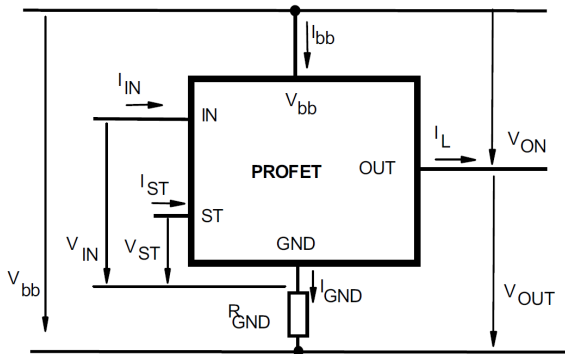 I bb
I IN
V bb
IN
I L
V ON
PROFET
OUT
I ST
ST
V IN
V ST
GND
V bb
I GND
V OUT
R GND